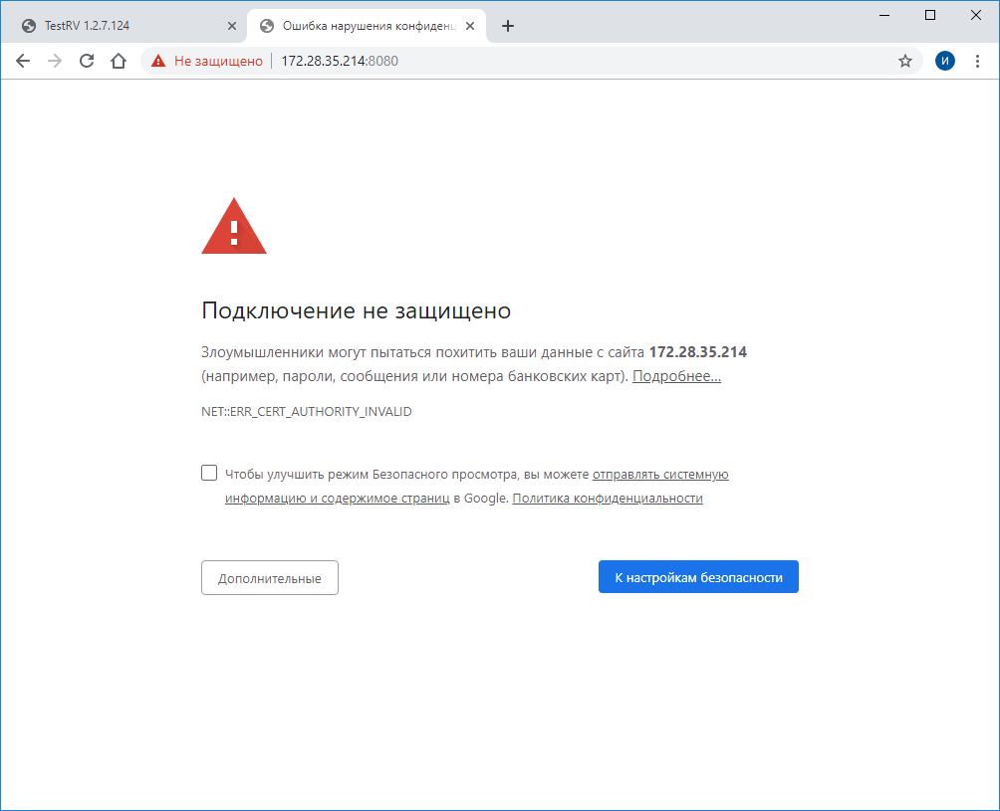 TestRV 1.2.7.124
Ошибка нарушения конфиденц
Не защищено
172.28.35.214:8080
и
Подключение не защищено
Злоумышленники могут пытаться похитить ваши данные с сайта 172.28.35.214
(например, пароли, сообщения или номера банковских карт). Подробнее...
NET::ERR_CERT_AUTHORITY_INVALID
Чтобы улучшить режим Безопасного просмотра, вы можете отправлять системную
информацию и содержимое страниц в Google. Политика конфиденциальности
Дополнительные
К настройкам безопасности